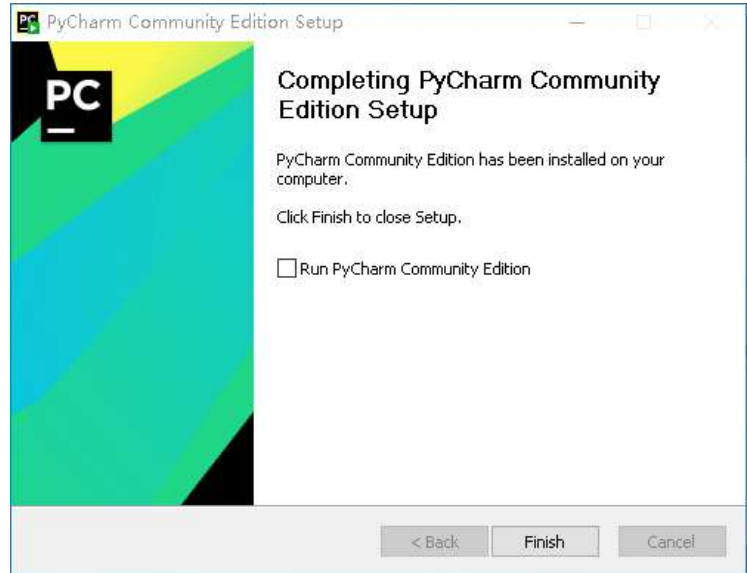 PyCharm Community Edition Setup
PC
Completing PyCharm Community
Edition Setup
PyCharm Community Edition has been installed on your
computer.
Click Finish to close Setup.
Run PyCharm Community Edition
< Back
Finish
Cancel